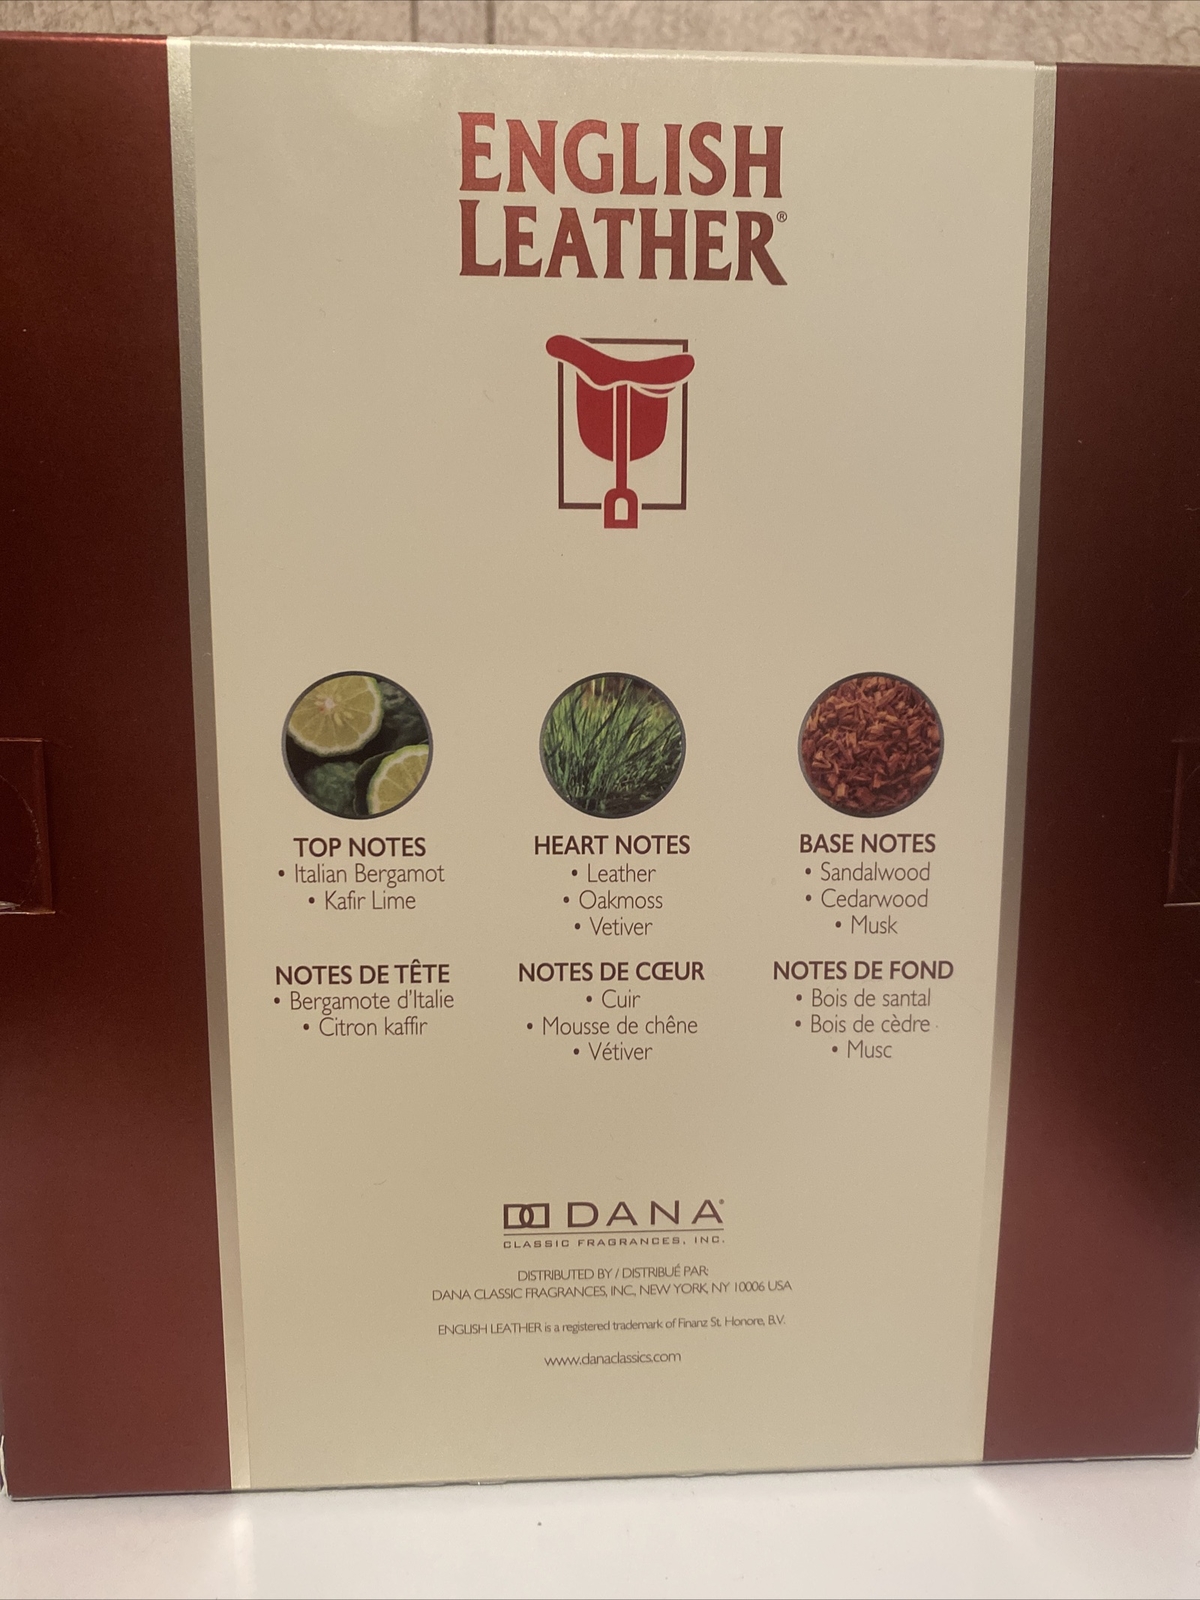 ENGLISH
LEATHER®
TOP NOTES
• Italian Bergamot
• Kafir Lime
HEART NOTES
• Leather
• Oakmoss
• Vetiver
BASE NOTES
• Sandalwood
• Cedarwood
• Musk
NOTES DE TÊTE
• Bergamote d'Italie
• Citron kaffir
NOTES DE CŒUR
• Cuir
• Mousse de chêne
• Vétiver
NOTES DE FOND
• Bois de santal
• Bois de cèdre
• Musc
DANA®
CLASSIC FRAGRANCES, INC.
DISTRIBUTED BY / DISTRIBUÉ PAR:
DANA CLASSIC FRAGRANCES, INC., NEW YORK, NY 10006 USA
ENGLISH LEATHER is a registered trademark of Finanz St. Honore, B.V.
www.danaclassics.com